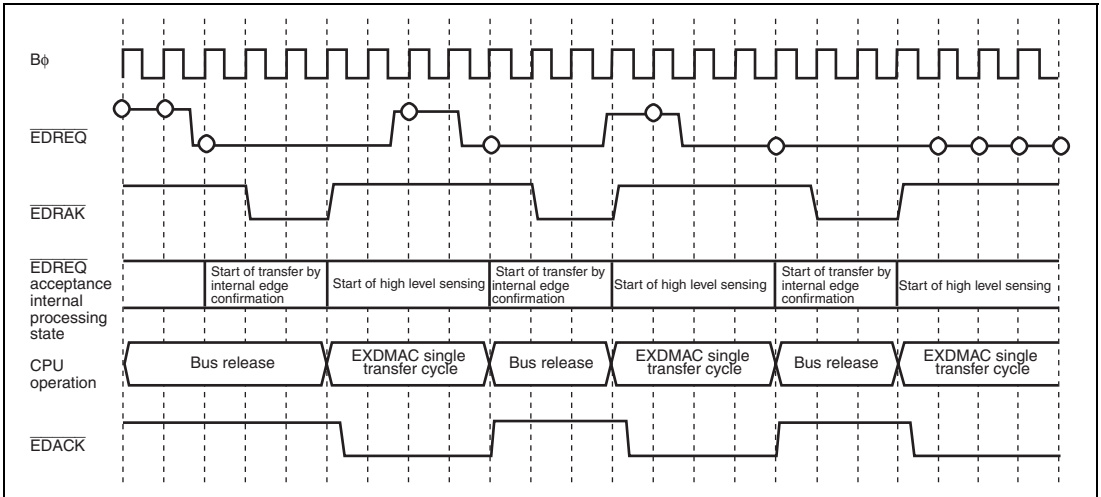 Bϕ
EDREQ
EDRAK
EDREQ
acceptance
internal
processing
state
Start of transfer by
internal edge
confirmation
Start of high level sensing
Start of transfer by
internal edge
confirmation
Start of high level sensing
Start of transfer by
internal edge
confirmation
Start of high level sensing
CPU
operation
Bus release
EXDMAC single
transfer cycle
Bus release
EXDMAC single
transfer cycle
Bus release
EXDMAC single
transfer cycle
EDACK